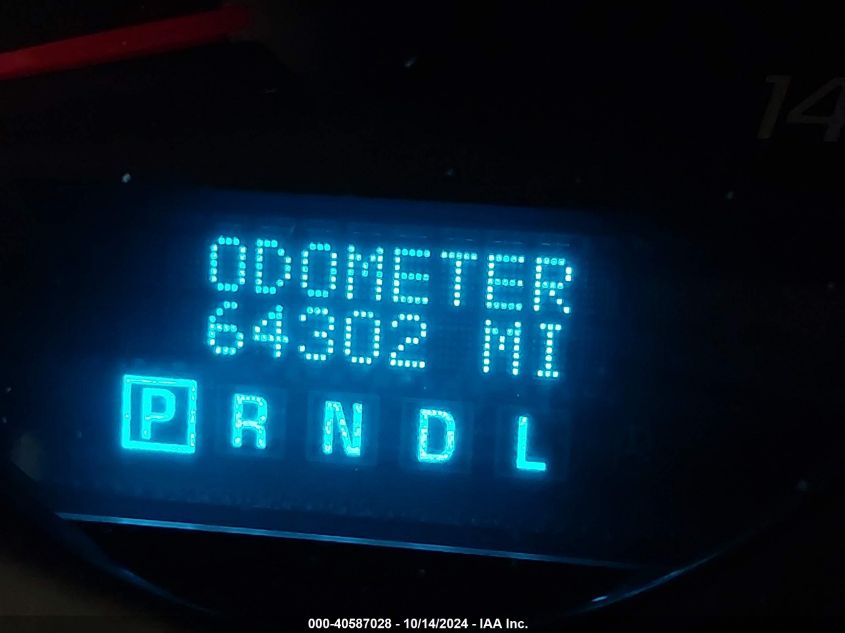 14
ODOMETER
64302 MI
P R N D L
000-40587028 - 10/14/2024 - IAA Inc.